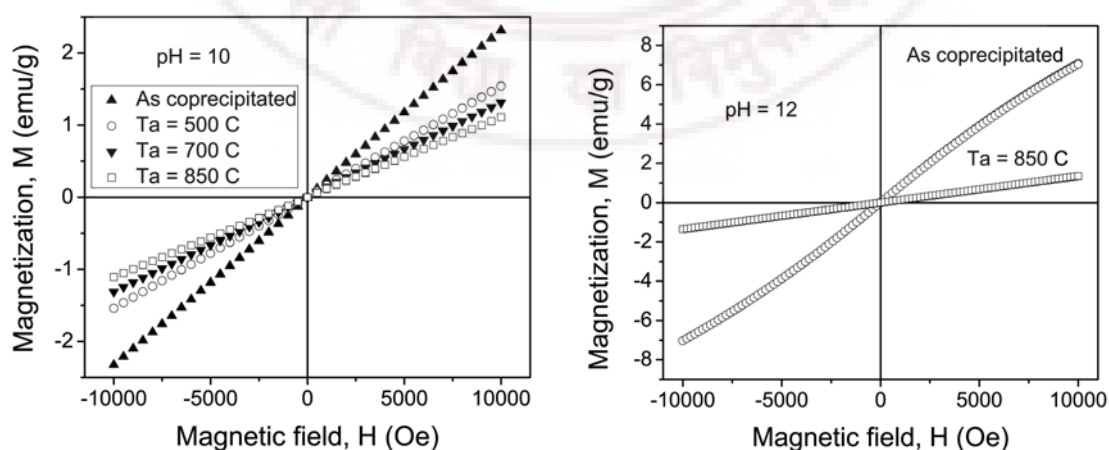 pH = 10
As coprecipitated
Ta = 500 C
Ta = 700 C
Ta = 850 C
Magnetization, M (emu/g)
2
1
0
-1
-2
-10000 -5000 0 5000 10000
Magnetic field, H (Oe)
As coprecipitated
pH = 12
Ta = 850 C
Magnetization, M (emu/g)
8
6
4
2
0
-2
-4
-6
-8
-10000 -5000 0 5000 10000
Magnetic field, H (Oe)